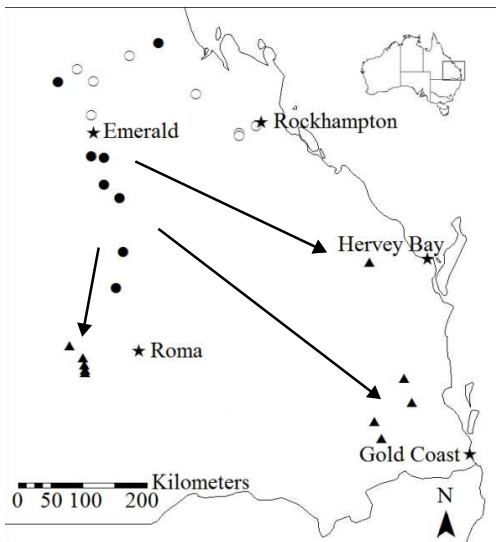 Emerald
Rockhampton
Hervey Bay
Roma
Gold Coast
Kilometers
0 50 100 200
N